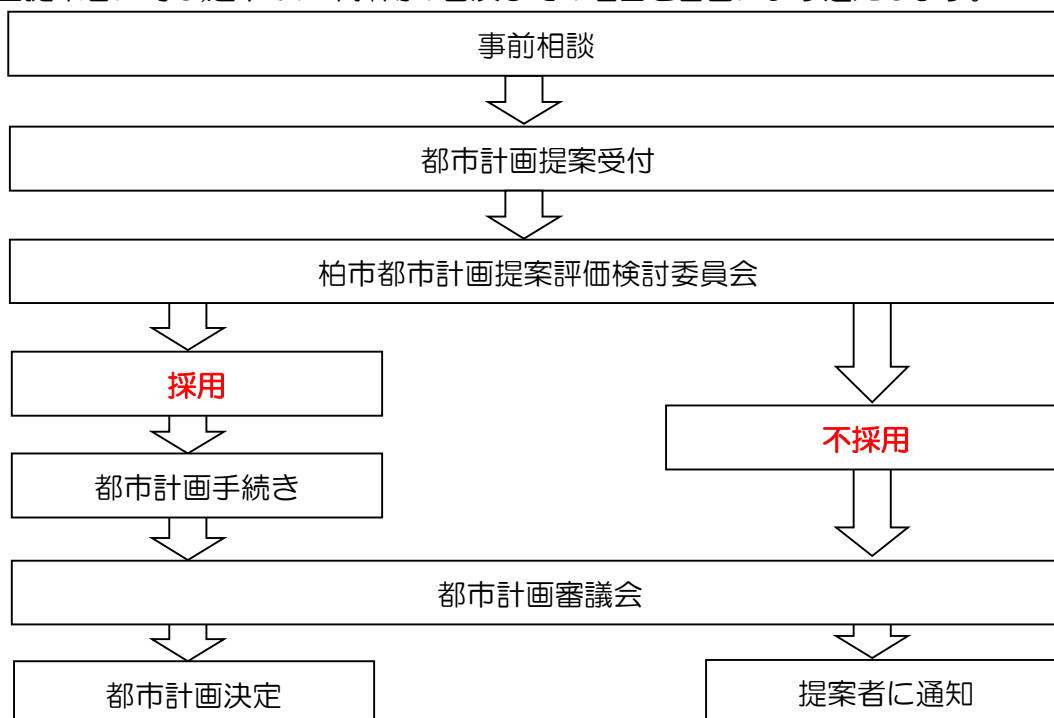 事前相談
都市計画提案受付
柏市都市計画提案評価検討委員会
採用
不採用
都市計画手続き
都市計画審議会
都市計画決定
提案者に通知